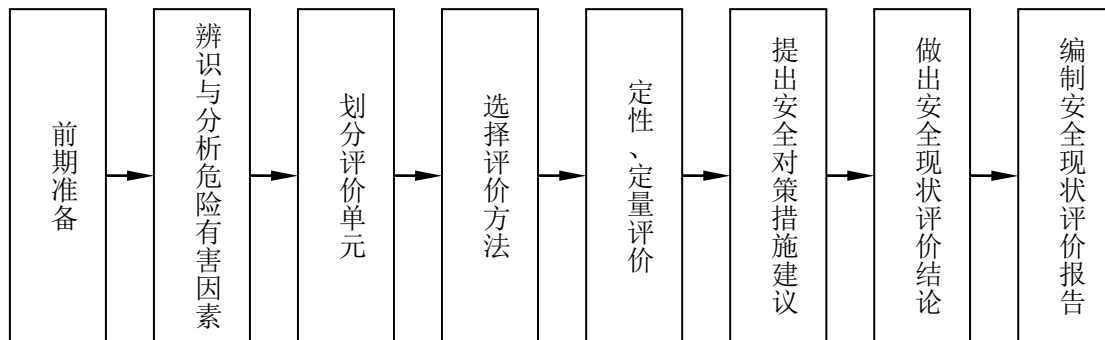 前期准备
辨识与分析危险有害因素
划分评价单元
选择评价方法
定性、定量评价
提出安全对策措施建议
做出安全现状评价结论
编制安全现状评价报告